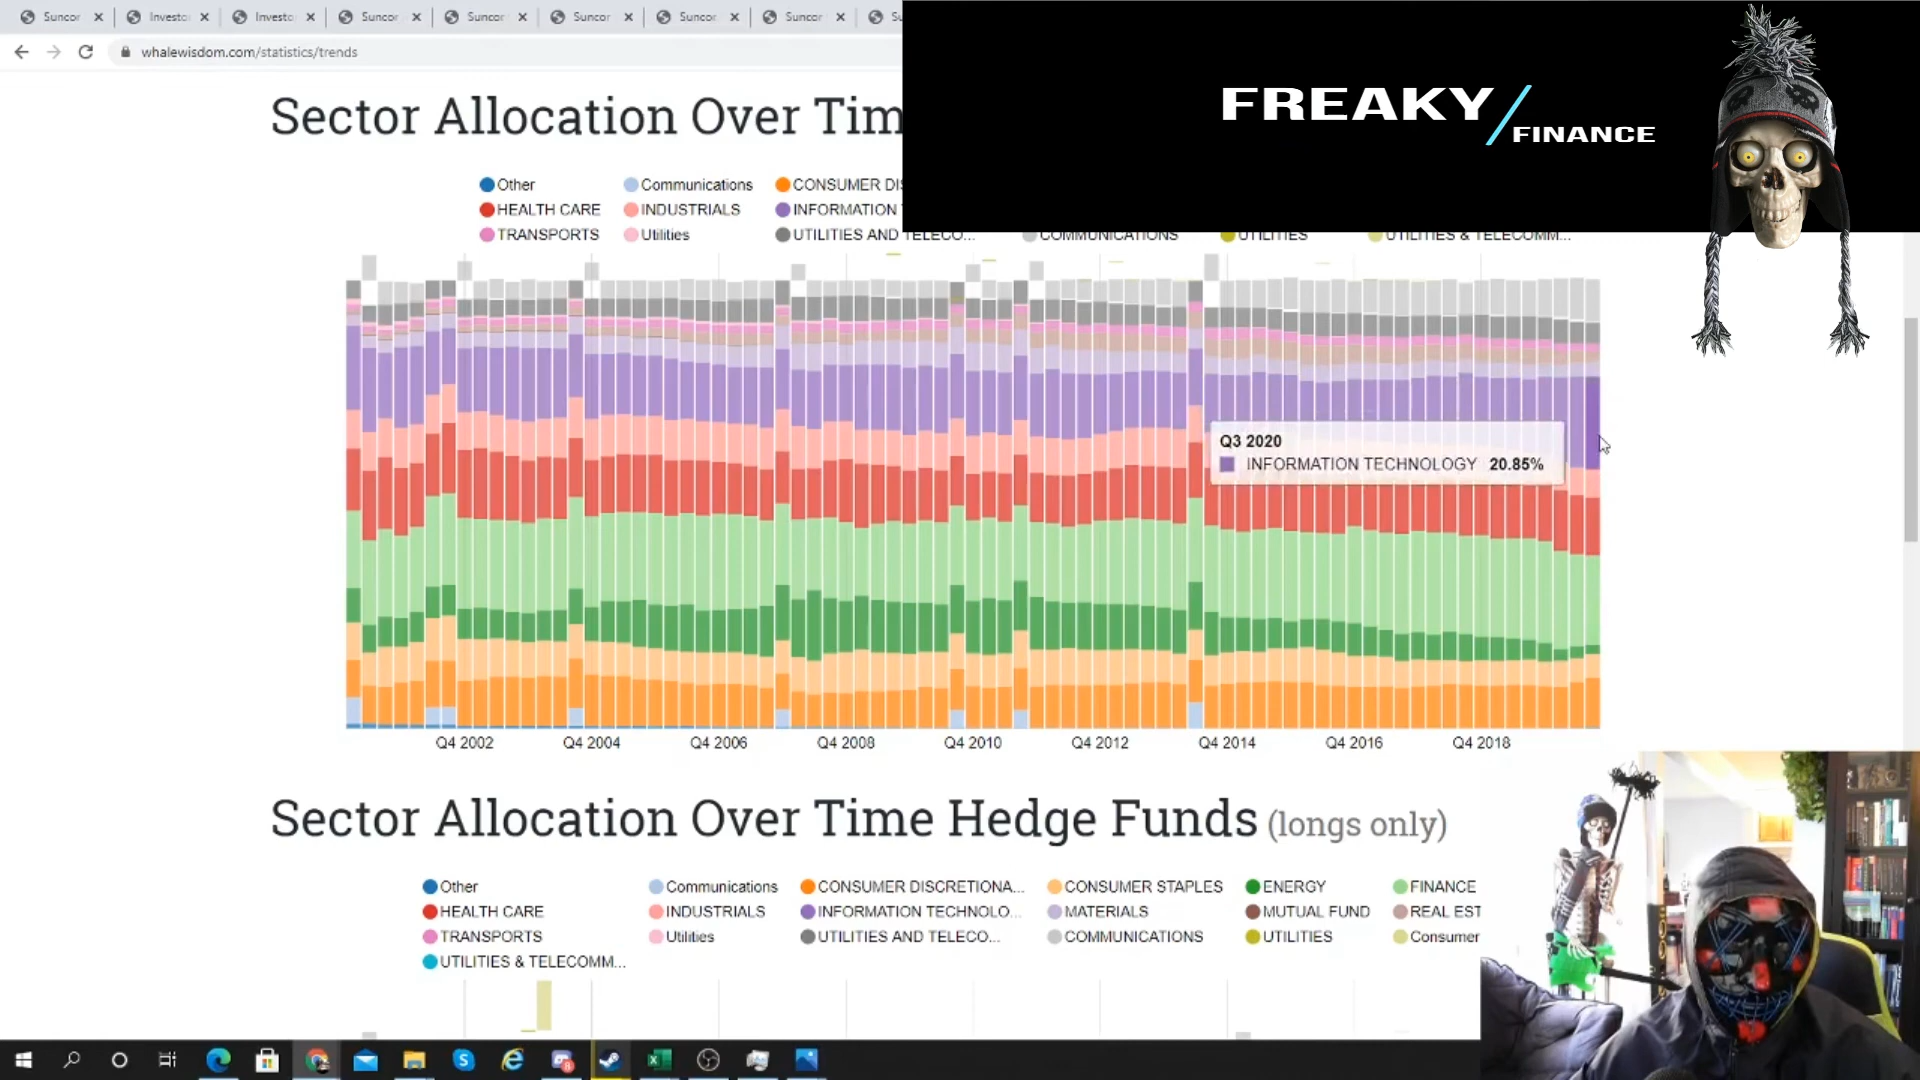 Suncor
Investo
Investo
Suncor
Suncor
Suncor
Suncor
Suncor
Su
whalewisdom.com/statistics/trends
FREAKY/
FINANCE
Sector Allocation Over Tim
Other
Communications
CONSUMER DIS
HEALTH CARE
INDUSTRIALS
INFORMATION
TRANSPORTS
Utilities
UTILITIES AND TELECO...
COMMUNICATIONS
UTILITIES
UTILITIES & TELECOMM...
Q3 2020
INFORMATION TECHNOLOGY 20.85%
Q4 2002
Q4 2004
Q4 2006
Q4 2008
Q4 2010
Q4 2012
Q4 2014
Q4 2016
Q4 2018
Sector Allocation Over Time Hedge Funds (longs only)
Other
Communications
CONSUMER DISCRETIONA...
CONSUMER STAPLES
ENERGY
FINANCE
HEALTH CARE
INDUSTRIALS
INFORMATION TECHNOLO...
MATERIALS
MUTUAL FUND
REAL EST
TRANSPORTS
Utilities
UTILITIES AND TELECO...
COMMUNICATIONS
UTILITIES
Consumer
UTILITIES & TELECOMM...